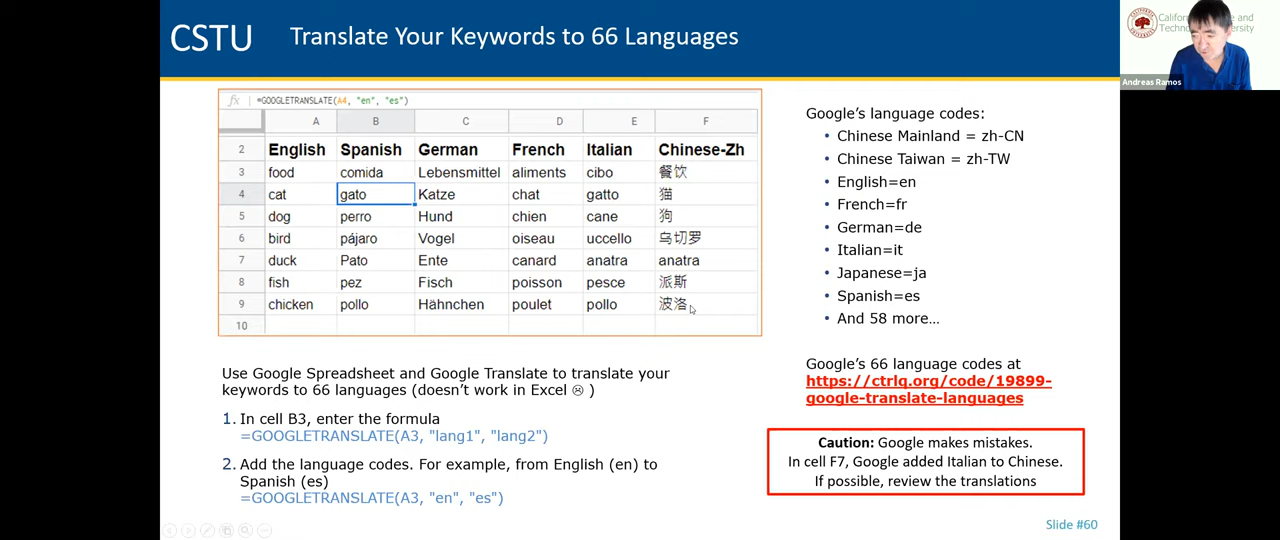 CSTU
Translate Your Keywords to 66 Languages
Andreas Ramos
fx =GOOGLETRANSLATE(A4, "en", "es")
A B C D E F
2 English Spanish German French Italian Chinese-Zh
3 food comida Lebensmittel aliments cibo 餐饮
4 cat gato Katze chat gatto 猫
5 dog perro Hund chien cane 狗
6 bird pájaro Vogel oiseau uccello 乌切罗
7 duck Pato Ente canard anatra anatra
8 fish pez Fisch poisson pesce 派斯
9 chicken pollo Hähnchen poulet pollo 波洛
10
Use Google Spreadsheet and Google Translate to translate your
keywords to 66 languages (doesn't work in Excel ☹ )
1. In cell B3, enter the formula
=GOOGLETRANSLATE(A3, "lang1", "lang2")
2. Add the language codes. For example, from English (en) to
Spanish (es)
=GOOGLETRANSLATE(A3, "en", "es")
Google's language codes:
• Chinese Mainland = zh-CN
• Chinese Taiwan = zh-TW
• English=en
• French=fr
• German=de
• Italian=it
• Japanese=ja
• Spanish=es
• And 58 more…
Google's 66 language codes at
https://ctrlq.org/code/19899-
google-translate-languages
Caution: Google makes mistakes.
In cell F7, Google added Italian to Chinese.
If possible, review the translations
Slide #60